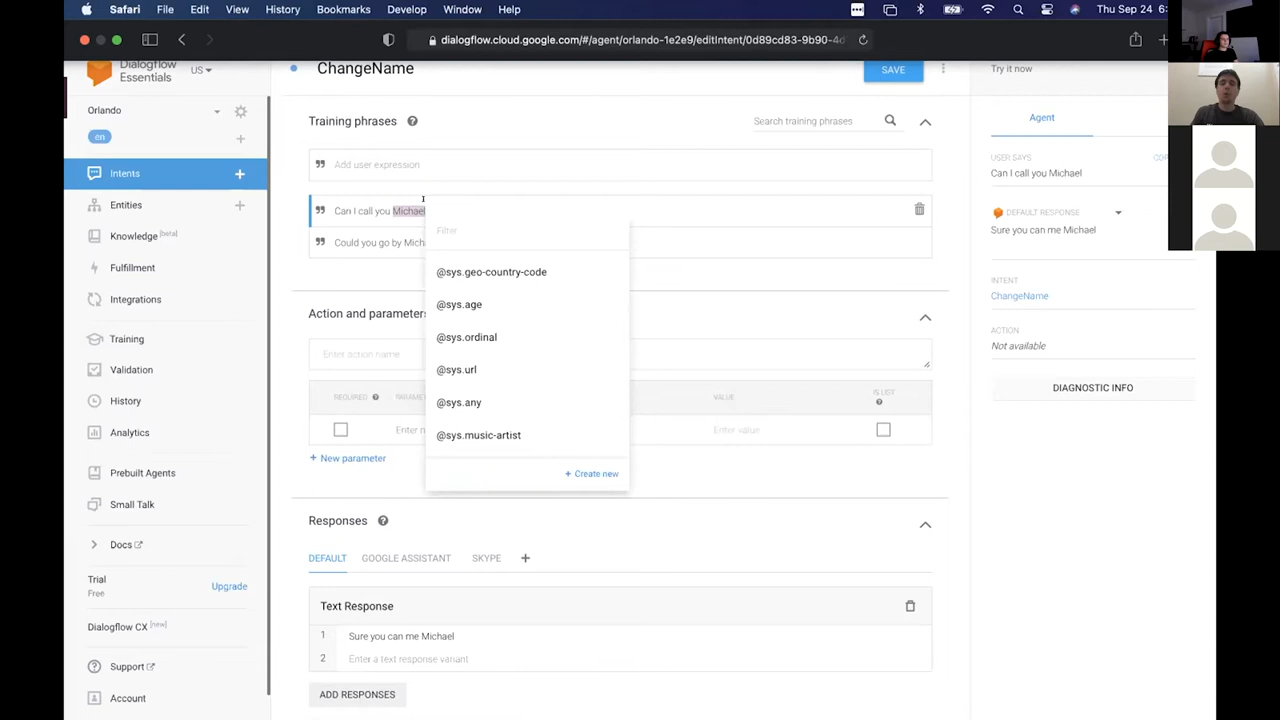 Safari File Edit View History Bookmarks Develop Window Help
Thu Sep 24 6:
dialogflow.cloud.google.com/#/agent/orlando-1e2e9/editIntent/0d89cd83-9b90-4d
Dialogflow
Essentials
US
Orlando
en
Intents
Entities
Knowledge [beta]
Fulfillment
Integrations
Training
Validation
History
Analytics
Prebuilt Agents
Small Talk
Docs
Trial
Free
Upgrade
Dialogflow CX [new]
Support
Account
ChangeName
SAVE
Training phrases
Search training phrases
Add user expression
Can I call you Michael
Could you go by Mich
Filter
@sys.geo-country-code
@sys.age
@sys.ordinal
@sys.url
@sys.any
@sys.music-artist
+ Create new
Action and parameters
Enter action name
REQUIRED
VALUE
IS LIST
Enter value
+ New parameter
Responses
DEFAULT GOOGLE ASSISTANT SKYPE +
Text Response
1 Sure you can me Michael
2 Enter a text response variant
ADD RESPONSES
Try it now
Agent
USER SAYS
Can I call you Michael
DEFAULT RESPONSE
Sure you can me Michael
INTENT
ChangeName
ACTION
Not available
DIAGNOSTIC INFO